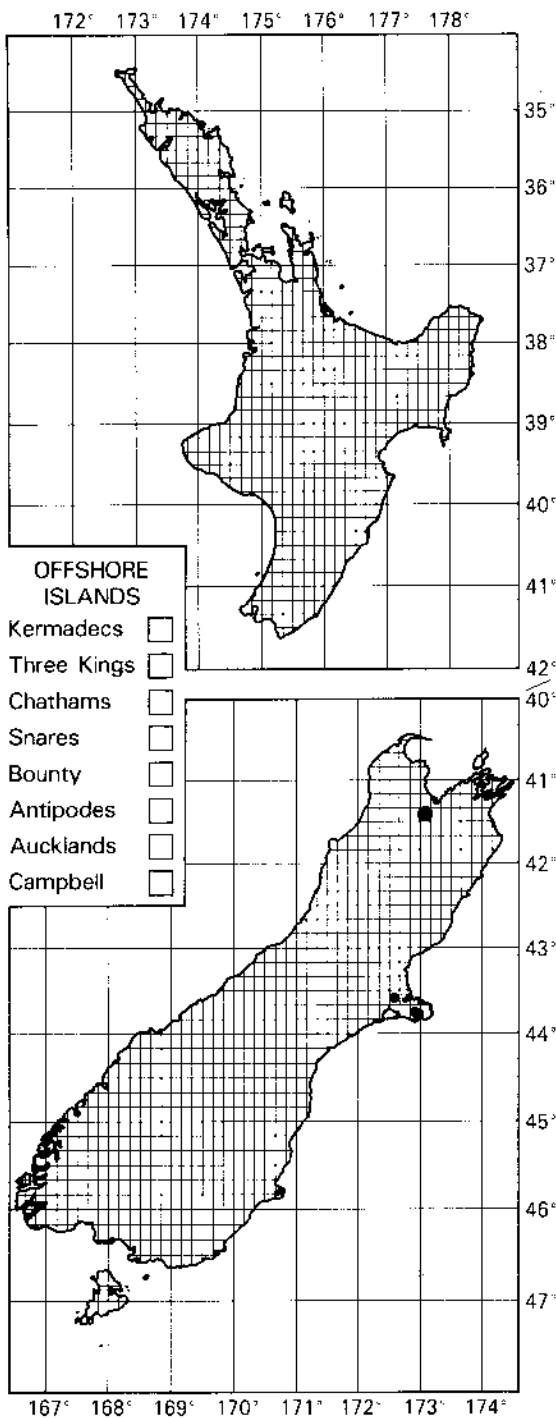 172° 173° 174° 175° 176° 177° 178°
35°
36°
37°
38°
39°
40°
41°
42°
OFFSHORE
ISLANDS
Kermadecs
Three Kings
Chathams
Snares
Bounty
Antipodes
Aucklands
Campbell
40°
41°
42°
43°
44°
45°
46°
47°
167° 168° 169° 170° 171° 172° 173° 174°